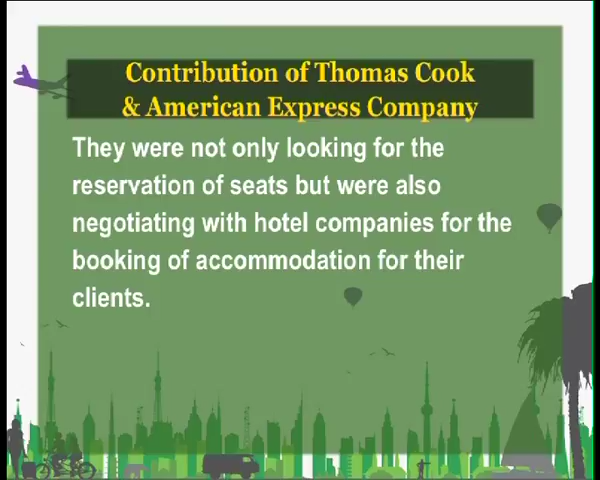 Contribution of Thomas Cook
& American Express Company
They were not only looking for the
reservation of seats but were also
negotiating with hotel companies for the
booking of accommodation for their
clients.